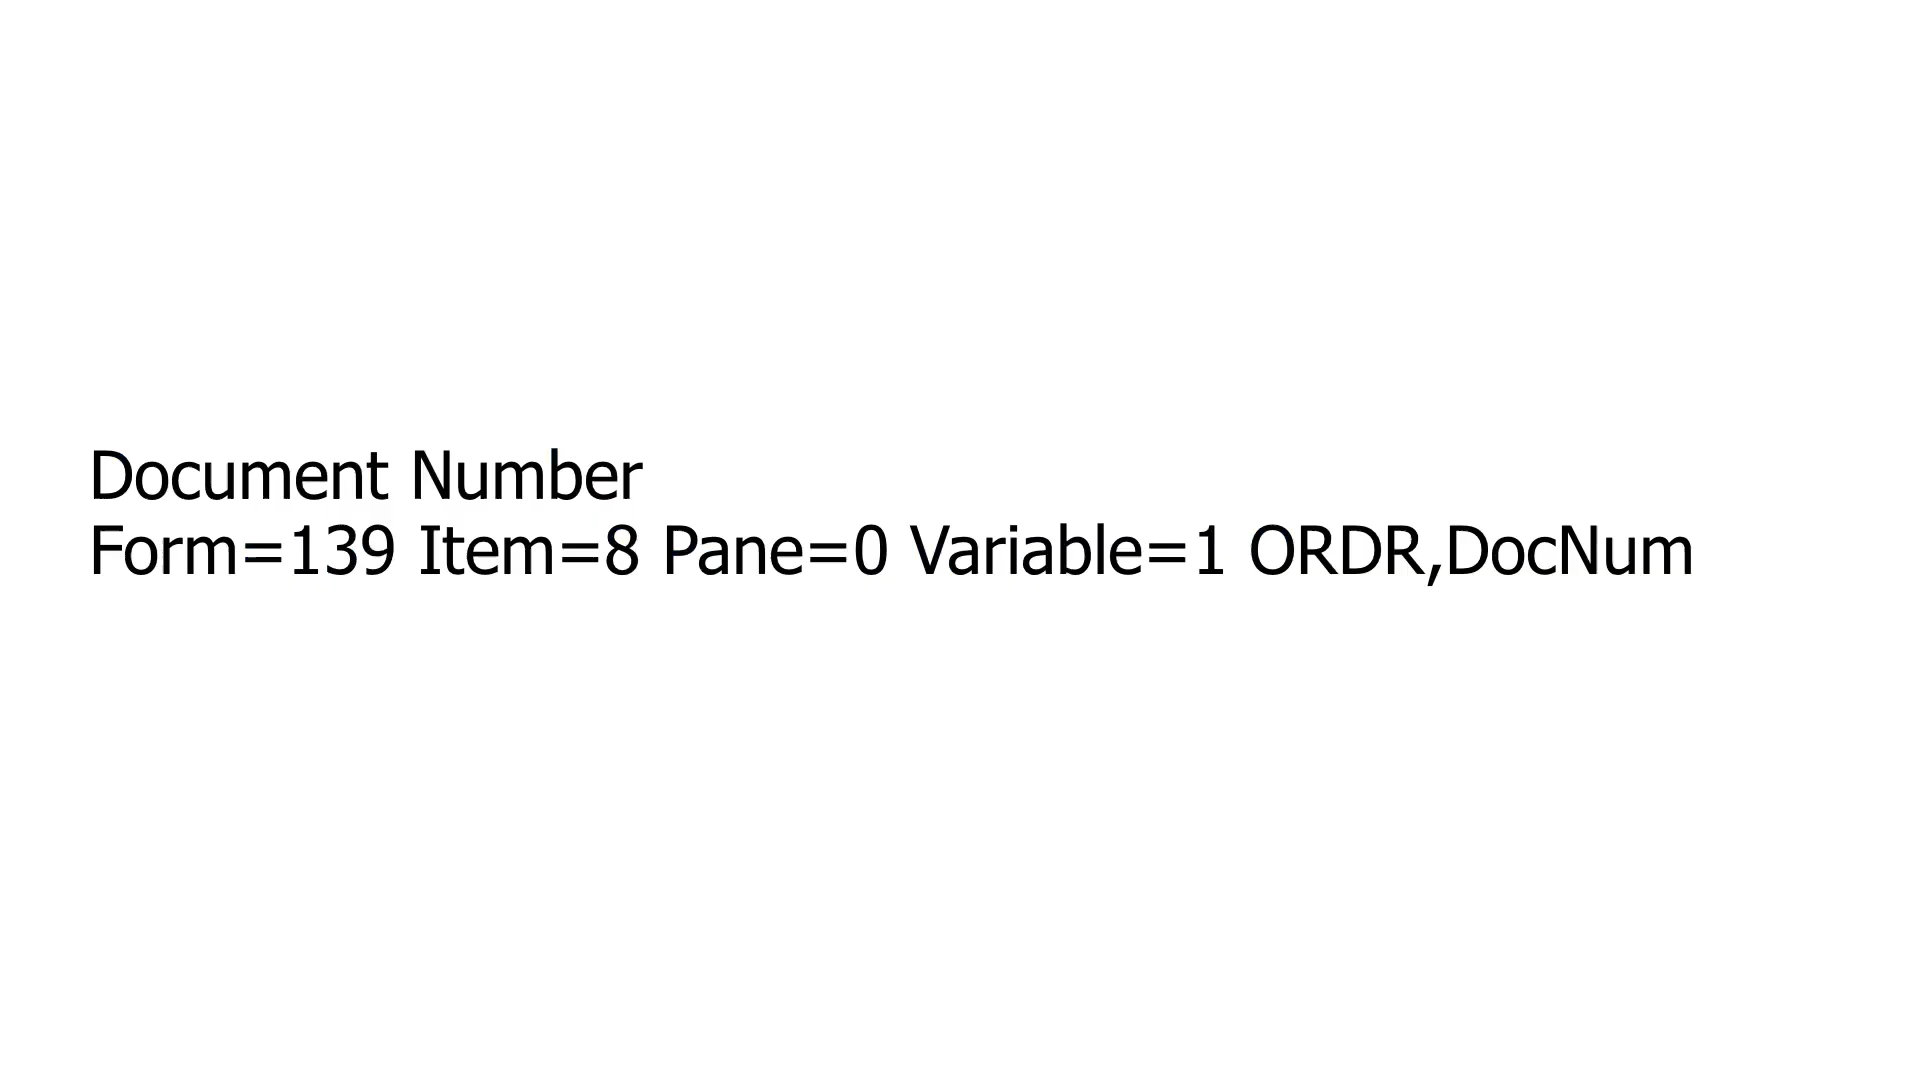 Document Number
Form=139 Item=8 Pane=0 Variable=1 ORDR,DocNum